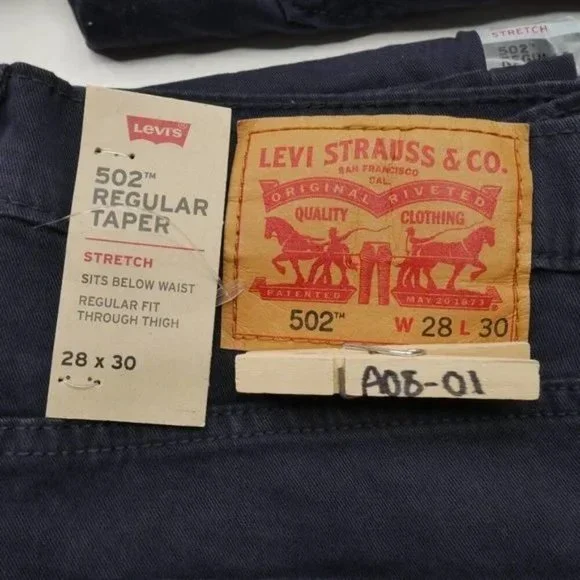 STRETCH
502™
Levi's
502™
REGULAR
TAPER
STRETCH
SITS BELOW WAIST
REGULAR FIT
THROUGH THIGH
28 x 30
LEVI STRAUSS & CO.
SAN FRANCISCO
CAL.
ORIGINAL RIVETED
QUALITY CLOTHING
PATENTED MAY 20 1873
502™ W 28 L 30
A08-01